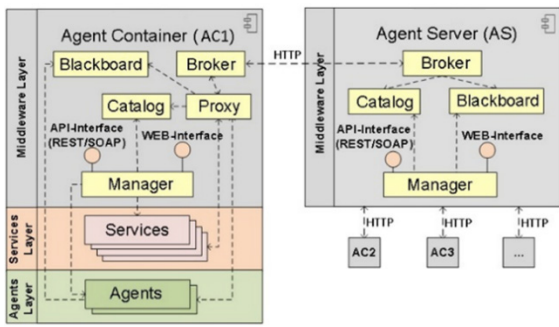 Agent Container (AC1)
Middleware Layer
Blackboard
Broker
Catalog
Proxy
API-Interface
(REST/SOAP)
WEB-Interface
Manager
Services
Layer
Services
Agents
Layer
Agents
HTTP
Agent Server (AS)
Middleware Layer
Broker
Catalog
Blackboard
API-Interface
(REST/SOAP)
WEB-Interface
Manager
HTTP
HTTP
HTTP
AC2
AC3
...